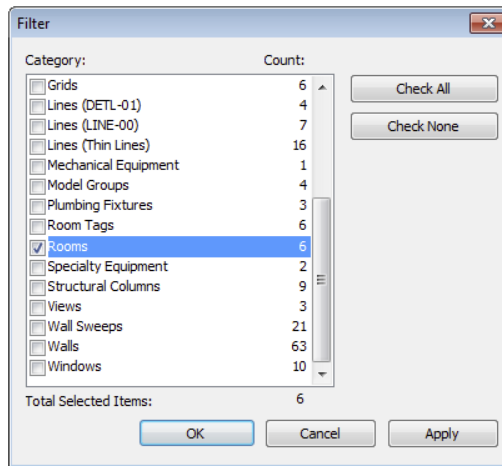 Filter
Category: Count:
Grids 6
Lines (DETL-01) 4
Lines (LINE-00) 7
Lines (Thin Lines) 16
Mechanical Equipment 1
Model Groups 4
Plumbing Fixtures 3
Room Tags 6
Rooms 6
Specialty Equipment 2
Structural Columns 9
Views 3
Wall Sweeps 21
Walls 63
Windows 10
Total Selected Items: 6
Check All
Check None
OK Cancel Apply